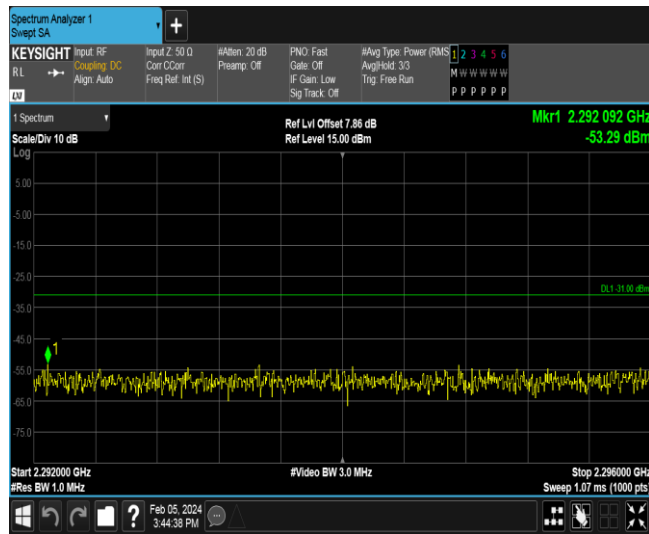 Spectrum Analyzer 1
Swept SA
+
KEYSIGHT
RL
LXI
Input: RF
Coupling: DC
Align: Auto
Input Z: 50 Ω
Corr CCorr
Freq Ref: Int (S)
#Atten: 20 dB
Preamp: Off
PNO: Fast
Gate: Off
IF Gain: Low
Sig Track: Off
#Avg Type: Power (RMS
Avg|Hold: 3/3
Trig: Free Run
1 2 3 4 5 6
M W W W W W
P P P P P P
1 Spectrum
Scale/Div 10 dB
Ref Lvl Offset 7.86 dB
Ref Level 15.00 dBm
Mkr1 2.292 092 GHz
-53.29 dBm
Log
5.00
-5.00
-15.0
-25.0
DL1 -31.00 dBm
-35.0
-45.0
1
-55.0
-65.0
-75.0
Start 2.292000 GHz
#Video BW 3.0 MHz
Stop 2.296000 GHz
#Res BW 1.0 MHz
Sweep 1.07 ms (1000 pts)
?
Feb 05, 2024
3:44:38 PM